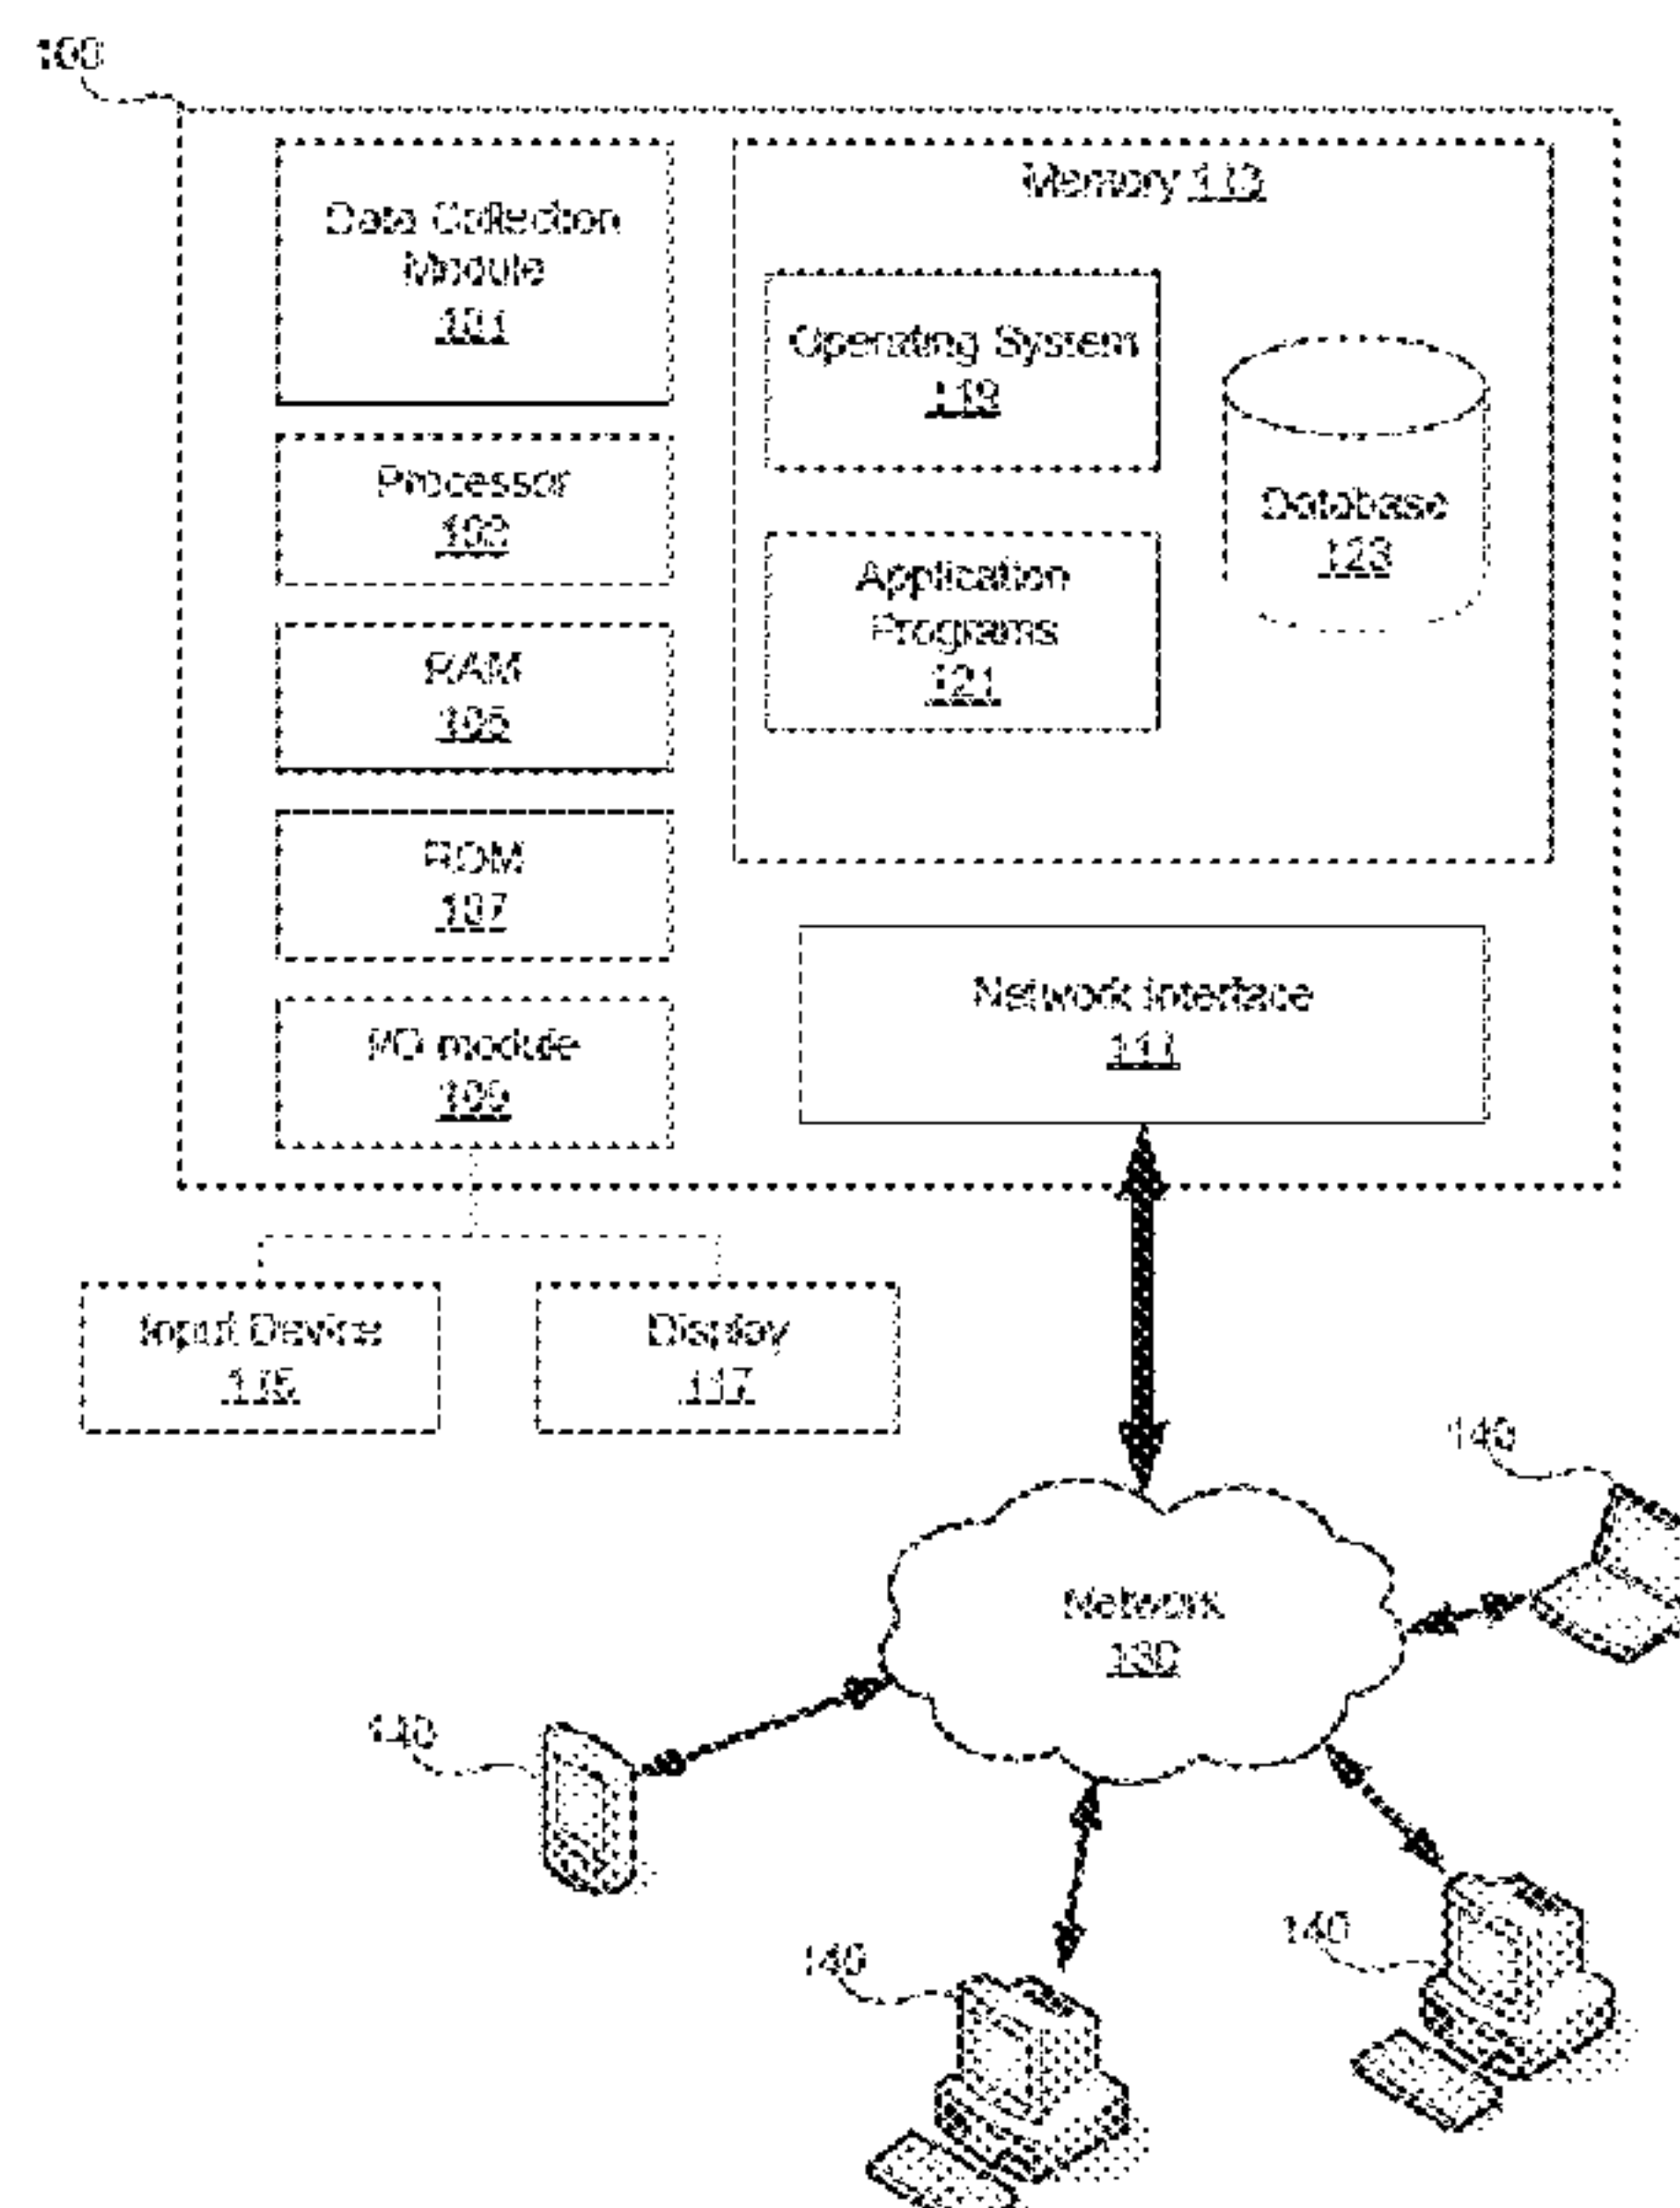 100
Data Collection
Module
101
Processor
103
RAM
105
ROM
107
I/O module
109
Memory 113
Operating System
119
Application
Programs
121
Database
123
Network Interface
111
Input Device
115
Display
117
Network
130
140
140
140
140